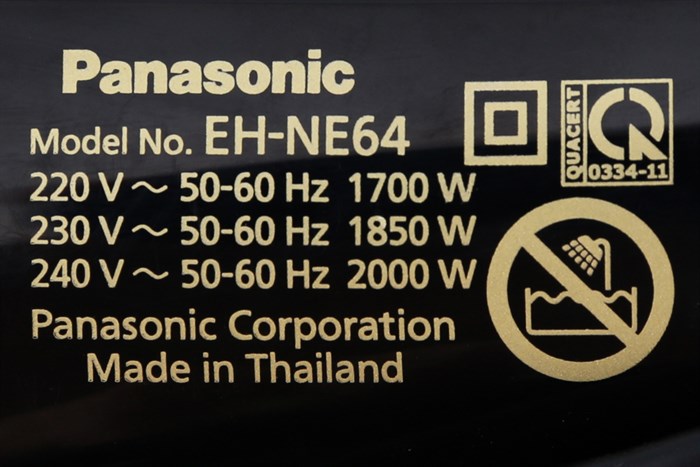 Panasonic
Model No. EH-NE64
220 V ～ 50-60 Hz 1700 W
230 V ～ 50-60 Hz 1850 W
240 V ～ 50-60 Hz 2000 W
Panasonic Corporation
Made in Thailand
QUACERT
0334-11